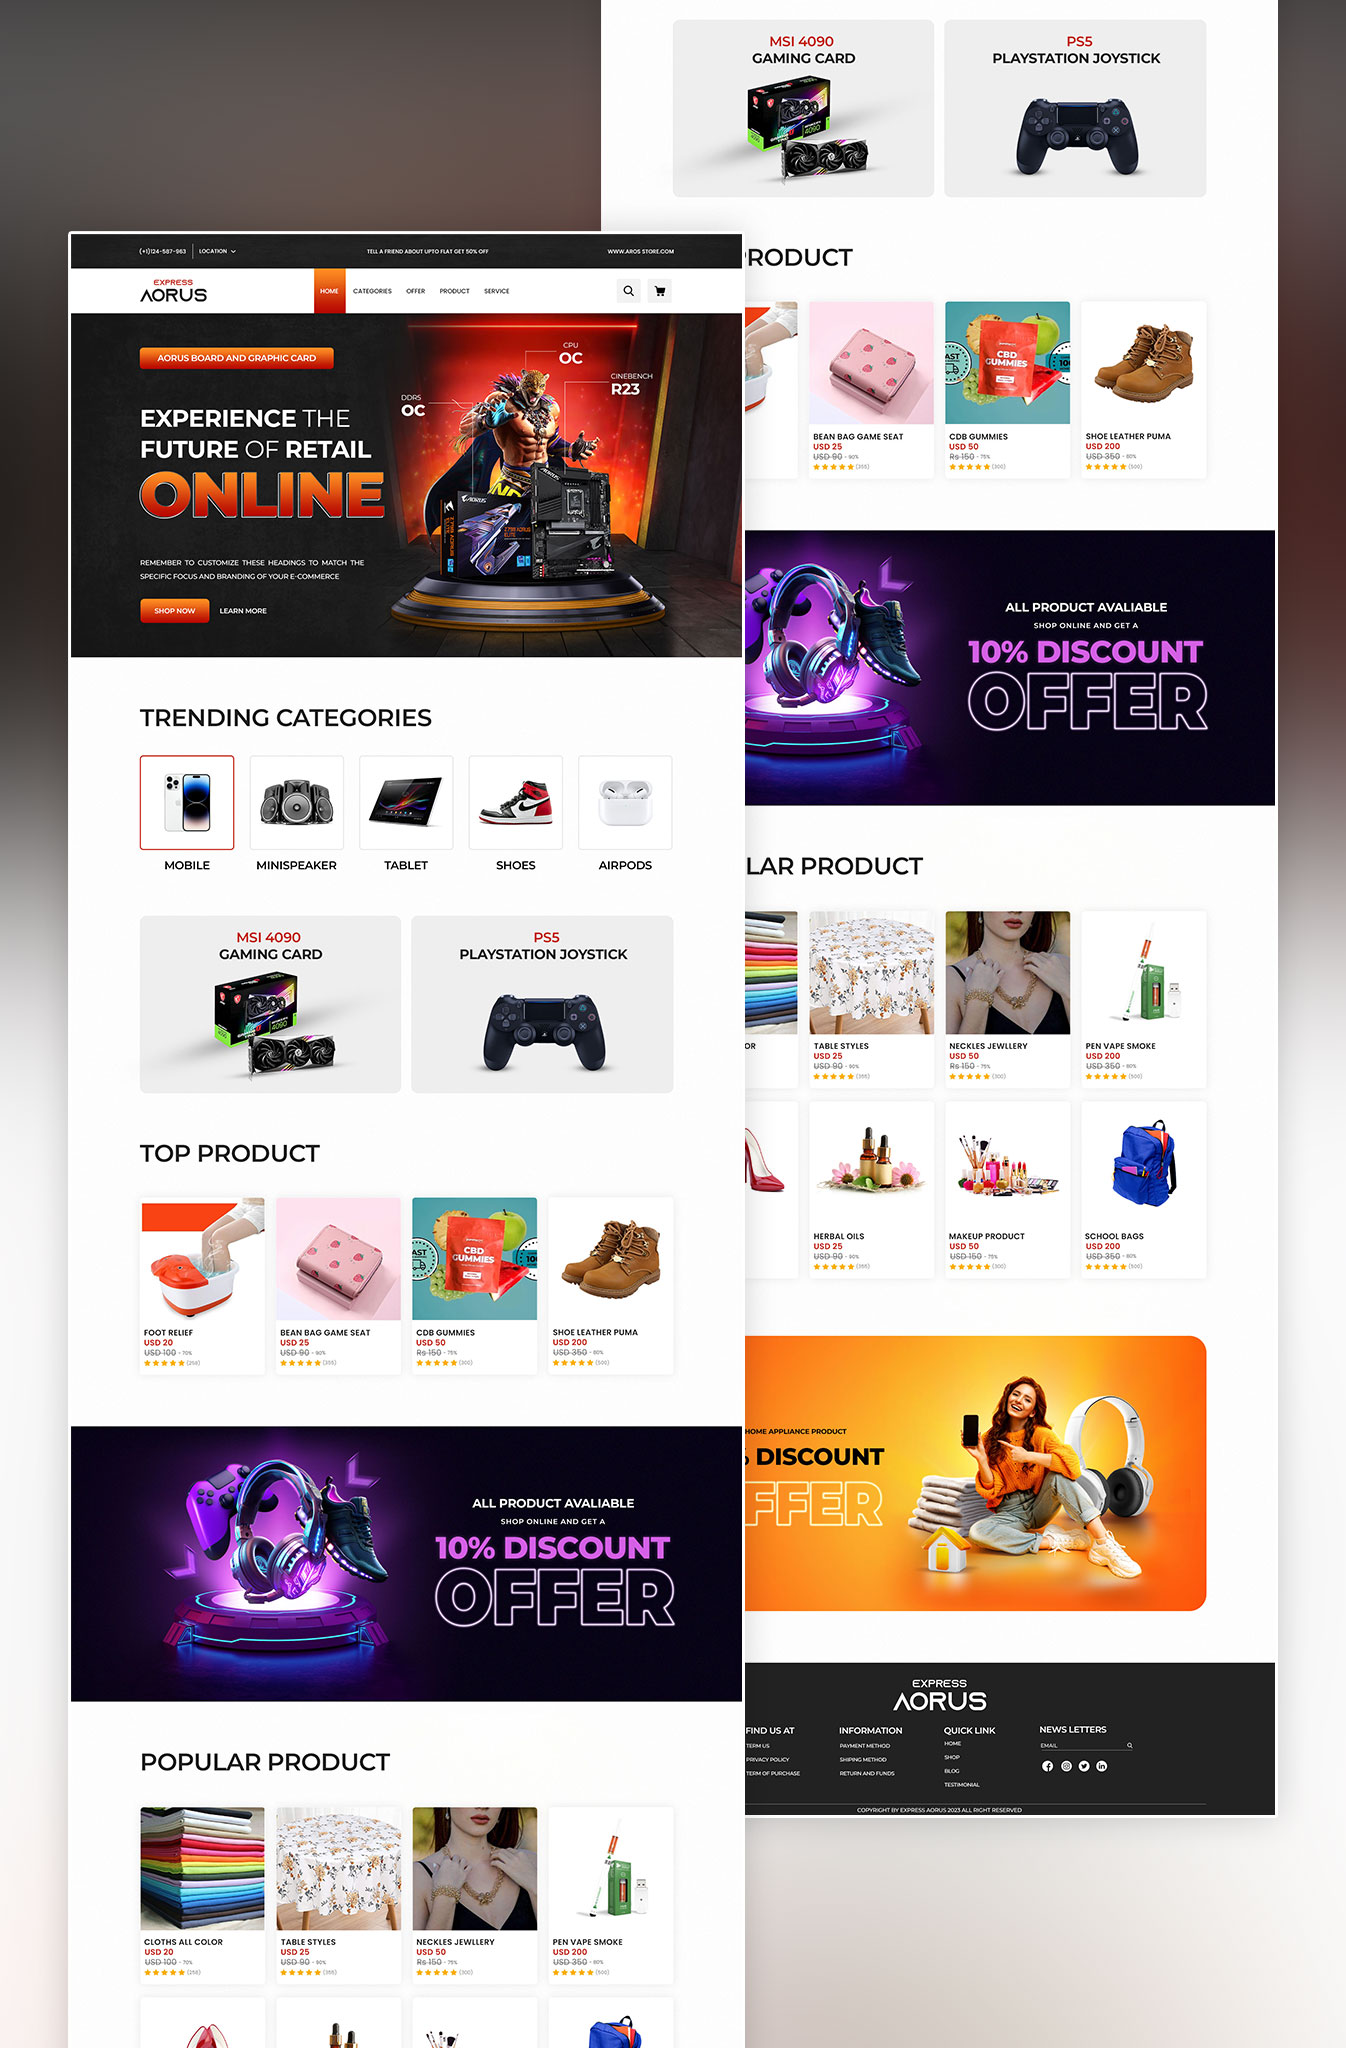 (+1)124-587-963
LOCATION
TELL A FRIEND ABOUT UPTO FLAT GET 50% OFF
WWW.AROS STORE.COM
EXPRESS
AORUS
HOME
CATEGORIES
OFFER
PRODUCT
SERVICE
AORUS BOARD AND GRAPHIC CARD
EXPERIENCE THE
FUTURE OF RETAIL
ONLINE
REMEMBER TO CUSTOMIZE THESE HEADINGS TO MATCH THE
SPECIFIC FOCUS AND BRANDING OF YOUR E-COMMERCE
SHOP NOW
LEARN MORE
CPU
OC
CINEBENCH
R23
DDR5
OC
AORUS
Z790 AORUS
ELITE
TRENDING CATEGORIES
MOBILE
MINISPEAKER
TABLET
SHOES
AIRPODS
MSI 4090
GAMING CARD
4090
PS5
PLAYSTATION JOYSTICK
TOP PRODUCT
FOOT RELIEF
USD 20
USD 100 - 70%
(250)
BEAN BAG GAME SEAT
USD 25
USD 90 - 90%
(355)
CBD
GUMMIES
CDB GUMMIES
USD 50
Rs 150 - 75%
(300)
SHOE LEATHER PUMA
USD 200
USD 350 - 80%
(500)
ALL PRODUCT AVALIABLE
SHOP ONLINE AND GET A
10% DISCOUNT
OFFER
POPULAR PRODUCT
CLOTHS ALL COLOR
USD 20
USD 100 - 70%
(250)
TABLE STYLES
USD 25
USD 90 - 90%
(355)
NECKLES JEWLLERY
USD 50
Rs 150 - 75%
(300)
PEN VAPE SMOKE
USD 200
USD 350 - 80%
(500)
MSI 4090
GAMING CARD
4090
PS5
PLAYSTATION JOYSTICK
PRODUCT
BEAN BAG GAME SEAT
USD 25
USD 90 - 90%
(355)
CBD
GUMMIES
CDB GUMMIES
USD 50
Rs 150 - 75%
(300)
SHOE LEATHER PUMA
USD 200
USD 350 - 80%
(500)
ALL PRODUCT AVALIABLE
SHOP ONLINE AND GET A
10% DISCOUNT
OFFER
LAR PRODUCT
OR
TABLE STYLES
USD 25
USD 90 - 90%
(355)
NECKLES JEWLLERY
USD 50
Rs 150 - 75%
(300)
PEN VAPE SMOKE
USD 200
USD 350 - 80%
(500)
HERBAL OILS
USD 25
USD 90 - 90%
(355)
MAKEUP PRODUCT
USD 50
USD 150 - 75%
(300)
SCHOOL BAGS
USD 200
USD 350 - 80%
(500)
HOME APPLIANCE PRODUCT
% DISCOUNT
FFER
EXPRESS
AORUS
FIND US AT
TERM US
PRIVACY POLICY
TERM OF PURCHASE
INFORMATION
PAYMENT METHOD
SHIPING METHOD
RETURN AND FUNDS
QUICK LINK
HOME
SHOP
BLOG
TESTIMONIAL
NEWS LETTERS
EMAIL
COPYRIGHT BY EXPRESS AORUS 2023 ALL RIGHT RESERVED